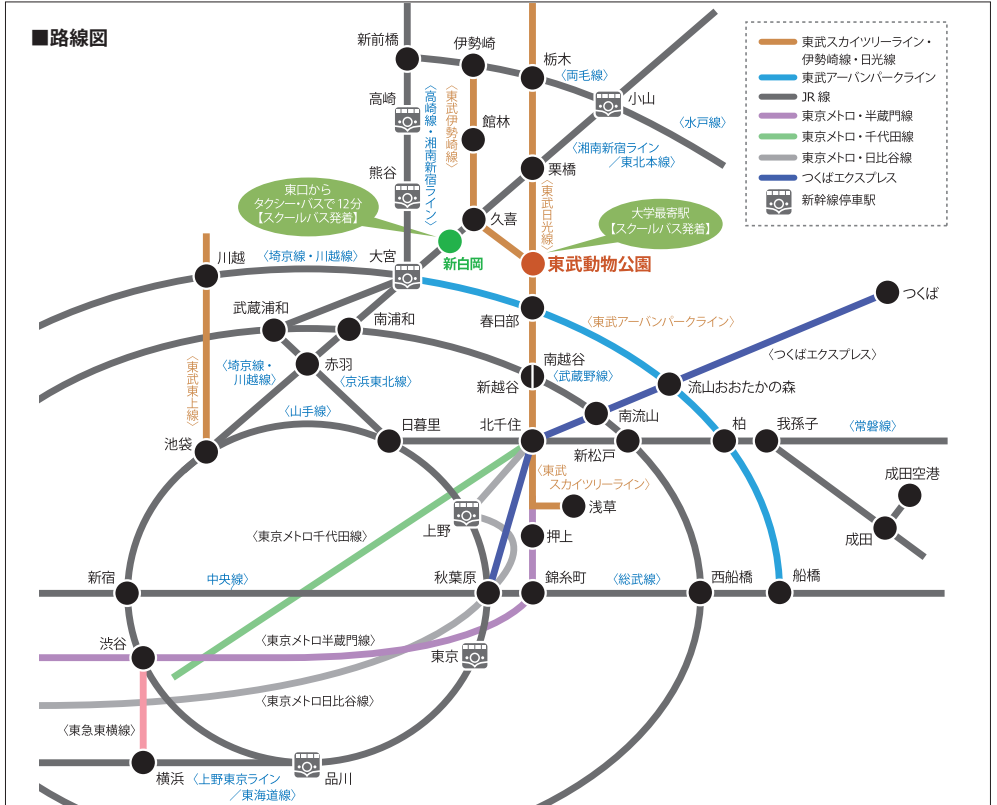 ■路線図
東武スカイツリーライン・
伊勢崎線・日光線
東武アーバンパークライン
JR 線
東京メトロ・半蔵門線
東京メトロ・千代田線
東京メトロ・日比谷線
つくばエクスプレス
新幹線停車駅
新前橋
伊勢崎
栃木
〈両毛線〉
小山
高崎
〈高崎線・湘南新宿ライン〉
〈東武伊勢崎線〉
館林
〈水戸線〉
〈湘南新宿ライン
／東北本線〉
熊谷
栗橋
〈東武日光線〉
東口から
タクシー・バスで12分
【スクールバス発着】
久喜
大学最寄駅
【スクールバス発着】
新白岡
東武動物公園
川越
〈埼京線・川越線〉
大宮
つくば
武蔵浦和
南浦和
春日部
〈東武アーバンパークライン〉
〈つくばエクスプレス〉
〈東武東上線〉
〈埼京線・
川越線〉
赤羽
〈京浜東北線〉
南越谷
〈武蔵野線〉
新越谷
流山おおたかの森
〈山手線〉
池袋
日暮里
北千住
南流山
新松戸
柏
我孫子
〈常磐線〉
〈東武
スカイツリーライン〉
成田空港
浅草
上野
〈東京メトロ千代田線〉
押上
成田
新宿
中央線〉
秋葉原
錦糸町
〈総武線〉
西船橋
船橋
渋谷
〈東京メトロ半蔵門線〉
東京
〈東京メトロ日比谷線〉
〈東急東横線〉
横浜
〈上野東京ライン
／東海道線〉
品川